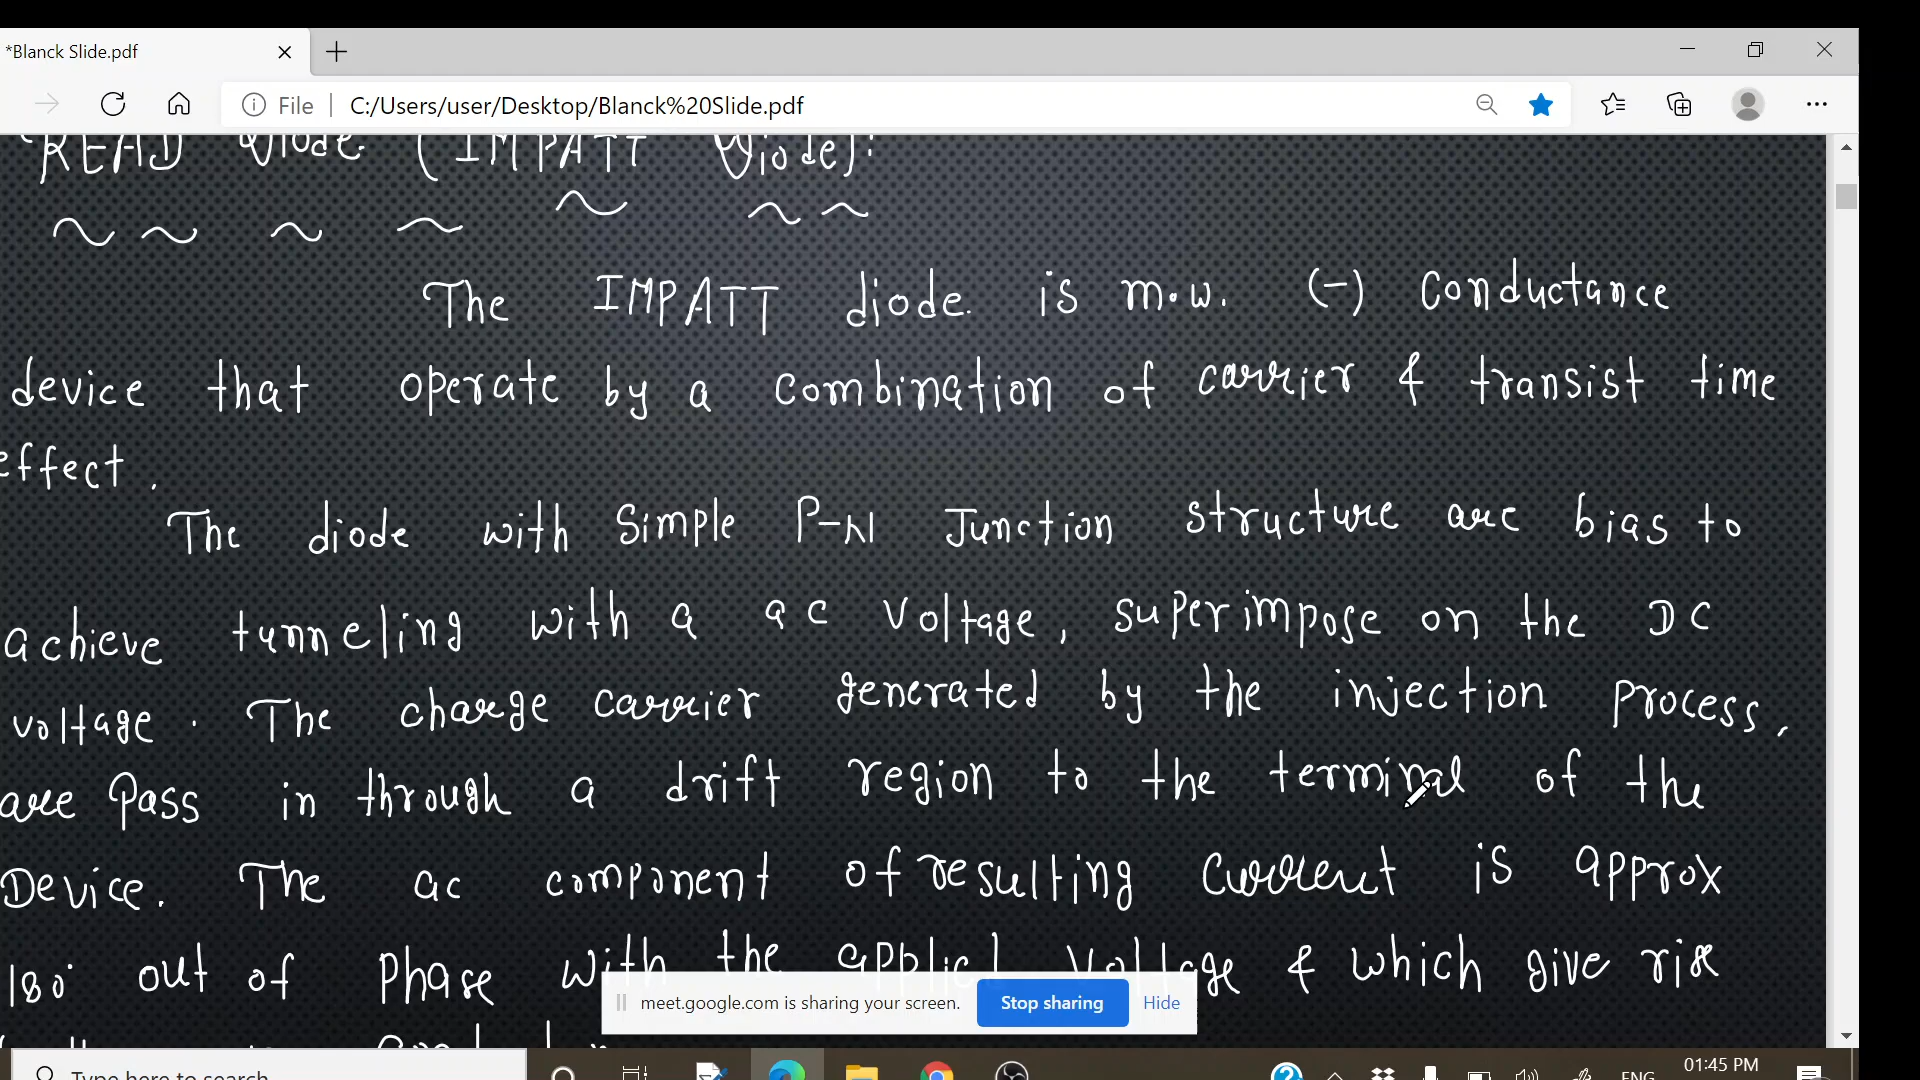 *Blanck Slide.pdf
File C:/Users/user/Desktop/Blanck%20Slide.pdf
READ Diode (IMPATT Diode):
The IMPATT diode. is m.w. (-) Conductance
device that operate by a combination of carrier & transist time
effect.
The diode with Simple P-N Junction structure are bias to
achieve tunneling with a ac voltage, superimpose on the DC
voltage. The charge carrier generated by the injection process,
are Pass in through a drift region to the terminal of the
Device. The ac component of resulting Current is approx
180° out of Phase with the applied voltage & which give rise
meet.google.com is sharing your screen. Stop sharing Hide
Type here to search
ENG
01:45 PM